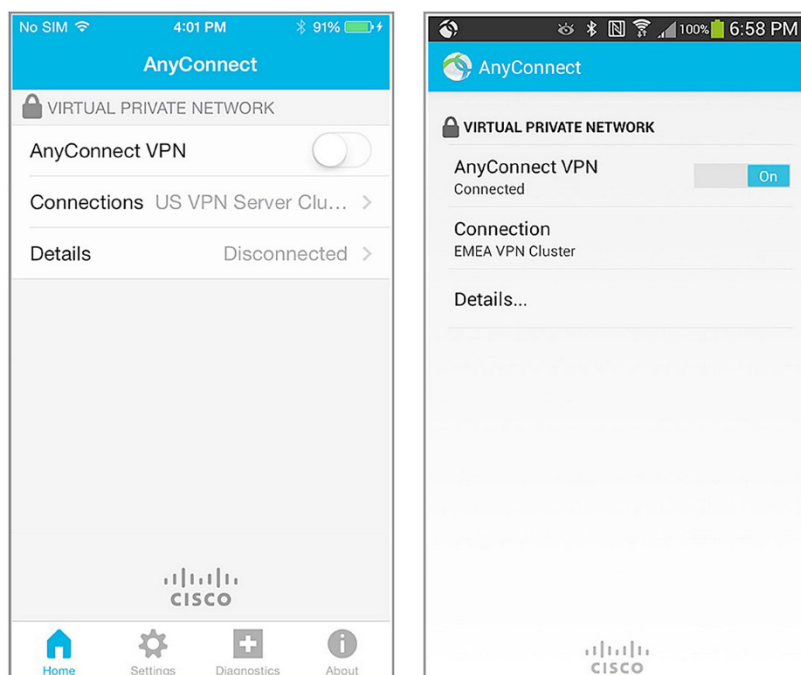 No SIM 4:01 PM 91%
AnyConnect
VIRTUAL PRIVATE NETWORK
AnyConnect VPN
Connections US VPN Server Clu... >
Details Disconnected >
CISCO
Home Settings Diagnostics About
100% 6:58 PM
AnyConnect
VIRTUAL PRIVATE NETWORK
AnyConnect VPN
Connected
On
Connection
EMEA VPN Cluster
Details...
CISCO